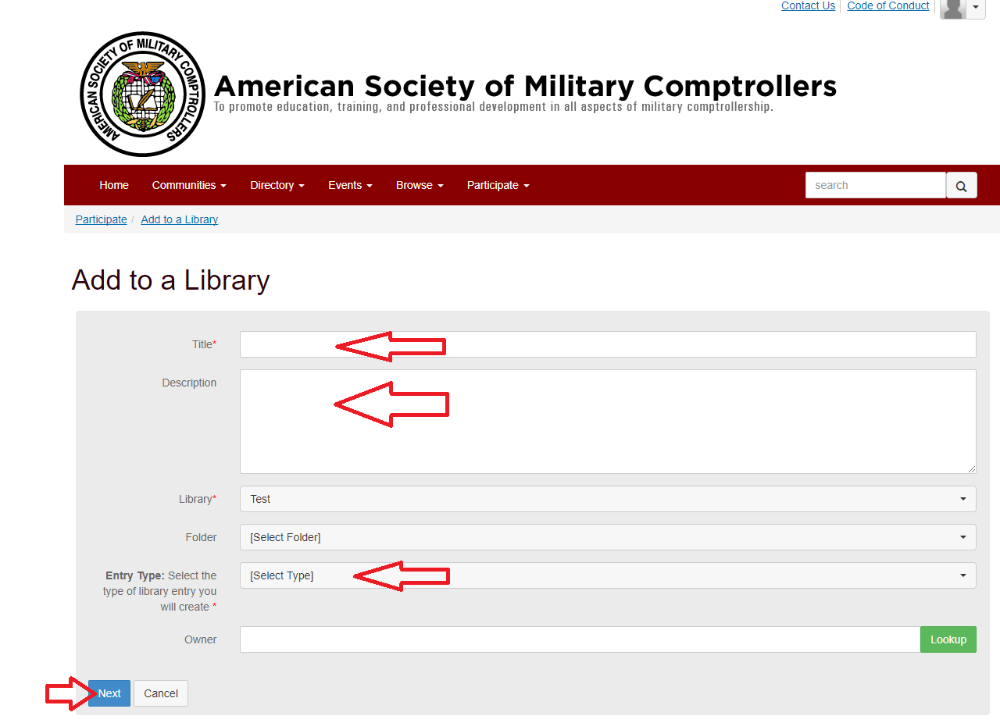 Contact Us Code of Conduct
AMERICAN SOCIETY OF MILITARY COMPTROLLERS
American Society of Military Comptrollers
To promote education, training, and professional development in all aspects of military comptrollership.
Home Communities Directory Events Browse Participate search
Participate / Add to a Library
Add to a Library
Title*
Description
Library* Test
Folder [Select Folder]
Entry Type: Select the [Select Type]
type of library entry you
will create *
Owner Lookup
Next Cancel